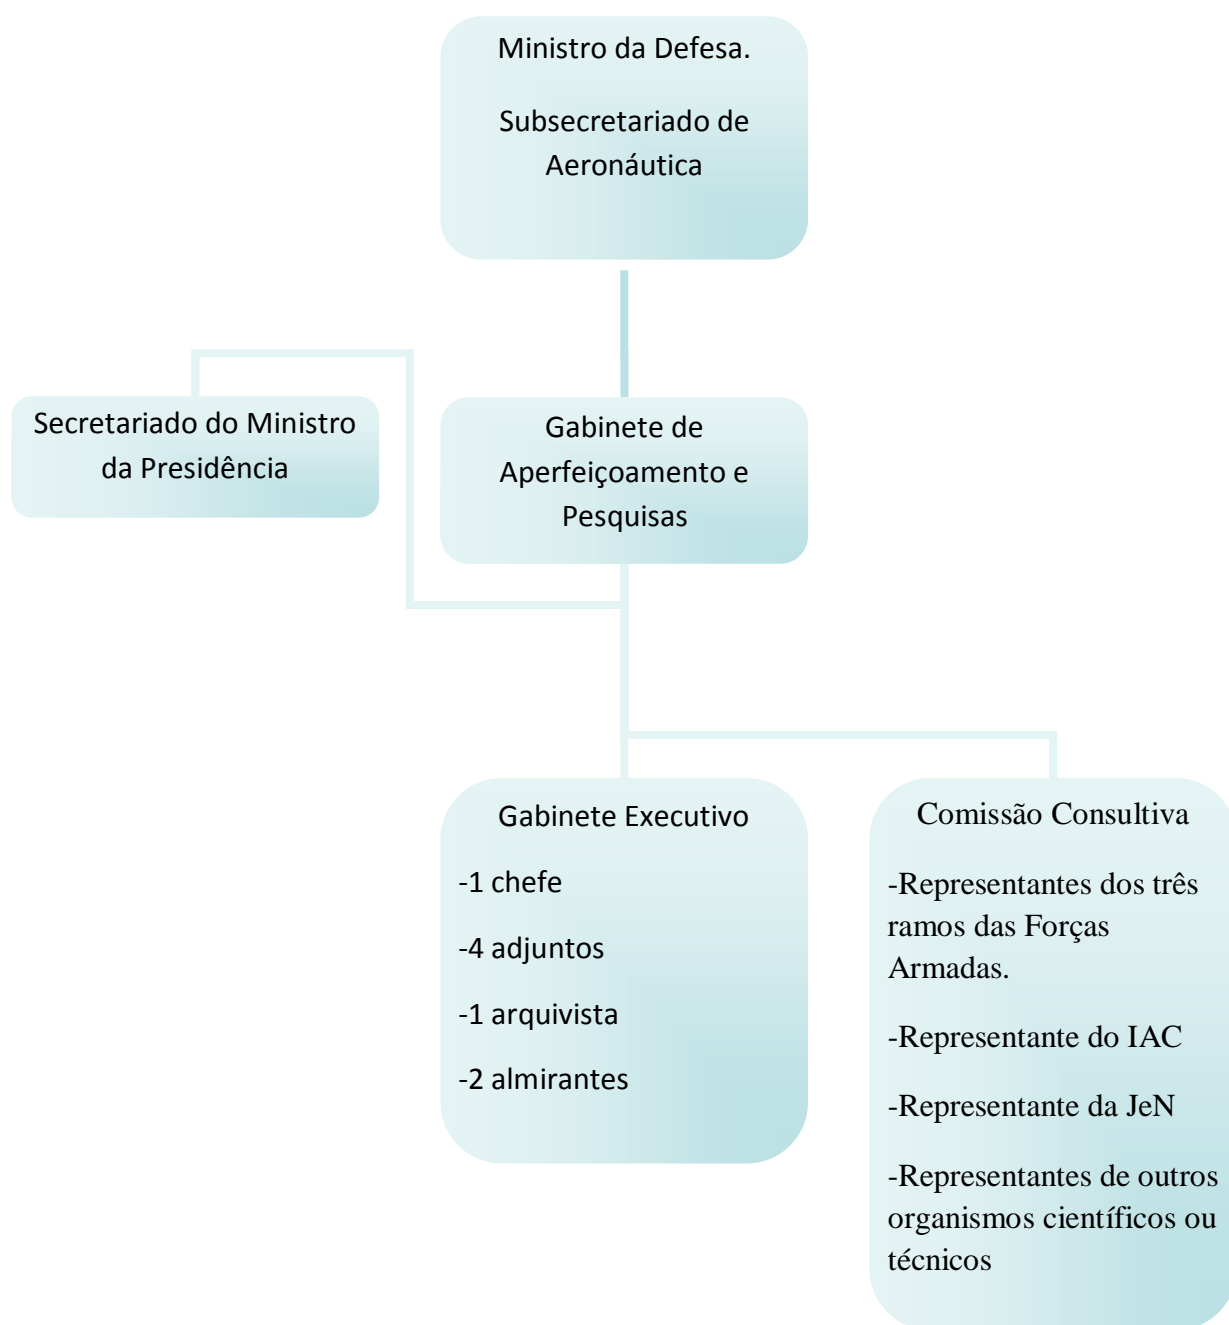 Ministro da Defesa.
Subsecretariado de
Aeronáutica
Secretariado do Ministro
da Presidência
Gabinete de
Aperfeiçoamento e
Pesquisas
Gabinete Executivo
-1 chefe
-4 adjuntos
-1 arquivista
-2 almirantes
Comissão Consultiva
-Representantes dos três
ramos das Forças
Armadas.
-Representante do IAC
-Representante da JeN
-Representantes de outros
organismos científicos ou
técnicos